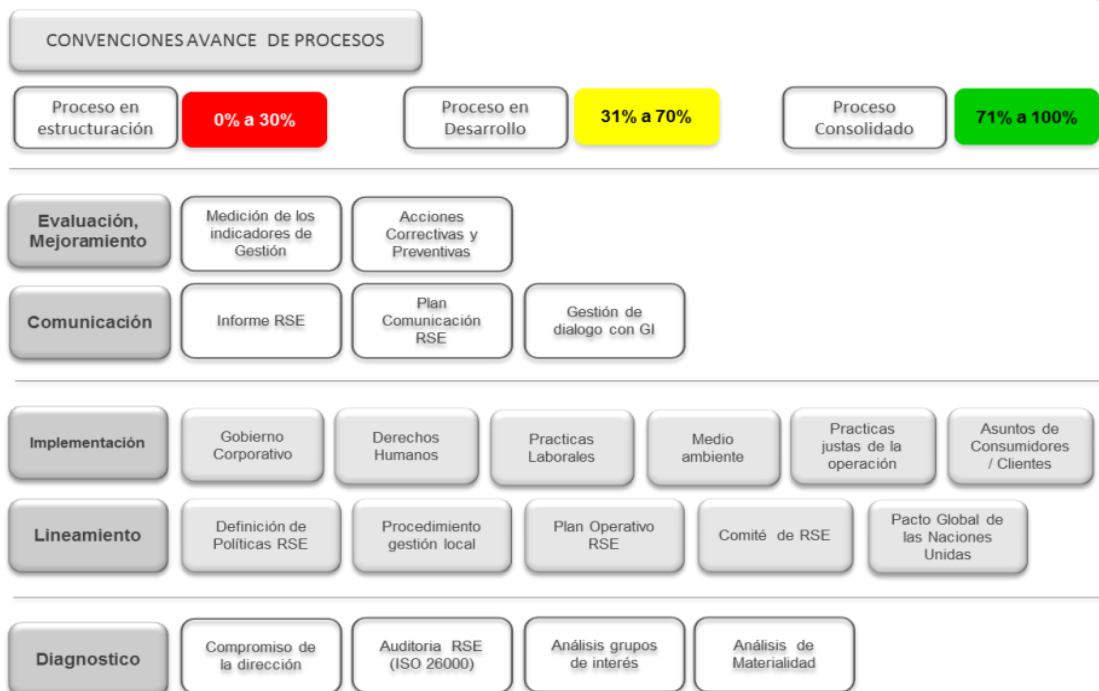 CONVENCIONES AVANCE DE PROCESOS
Proceso en
estructuración
0% a 30%
Proceso en
Desarrollo
31% a 70%
Proceso
Consolidado
71% a 100%
Evaluación,
Mejoramiento
Medición de los
indicadores de
Gestión
Acciones
Correctivas y
Preventivas
Comunicación
Informe RSE
Plan
Comunicación
RSE
Gestión de
dialogo con GI
Implementación
Gobierno
Corporativo
Derechos
Humanos
Practicas
Laborales
Medio
ambiente
Practicas
justas de la
operación
Asuntos de
Consumidores
/ Clientes
Lineamiento
Definición de
Políticas RSE
Procedimiento
gestión local
Plan Operativo
RSE
Comité de RSE
Pacto Global de
las Naciones
Unidas
Diagnostico
Compromiso de
la dirección
Auditoria RSE
(ISO 26000)
Análisis grupos
de interés
Análisis de
Materialidad